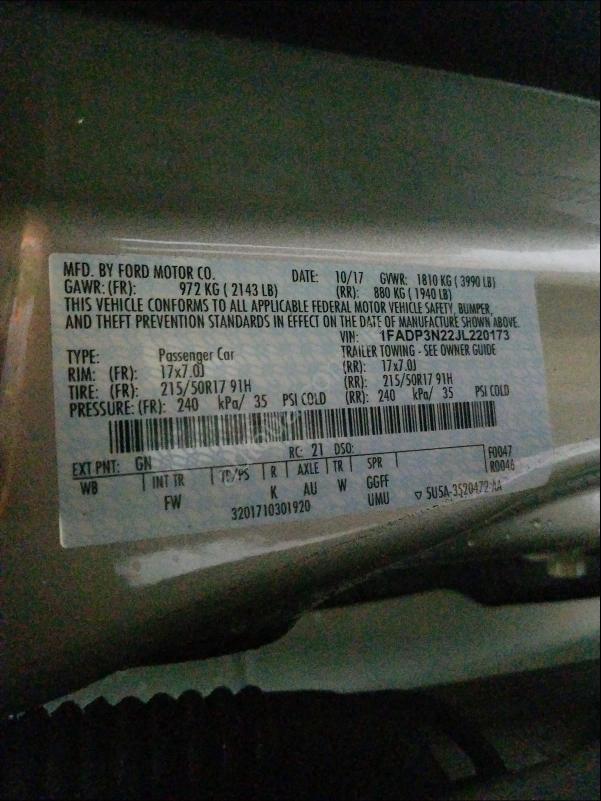 MFD. BY FORD MOTOR CO. DATE: 10/17 GVWR: 1810 KG ( 3990 LB)
GAWR: (FR): 972 KG ( 2143 LB) (RR): 880 KG ( 1940 LB)
THIS VEHICLE CONFORMS TO ALL APPLICABLE FEDERAL MOTOR VEHICLE SAFETY, BUMPER,
AND THEFT PREVENTION STANDARDS IN EFFECT ON THE DATE OF MANUFACTURE SHOWN ABOVE.
VIN: 1FADP3N22JL220173
TYPE: Passenger Car TRAILER TOWING - SEE OWNER GUIDE
RIM: (FR): 17x7.0J (RR): 17x7.0J
TIRE: (FR): 215/50R17 91H (RR): 215/50R17 91H
PRESSURE: (FR): 240 kPa/ 35 PSI COLD (RR): 240 kPa/ 35 PSI COLD
EXT PNT: GN RC: 21 DSO: F0047
WB INT TR TP/PS R AXLE TR SPR R0046
FW K AU W GGFF
3201710301920 UMU ▽ 5U5A-3520472-AA